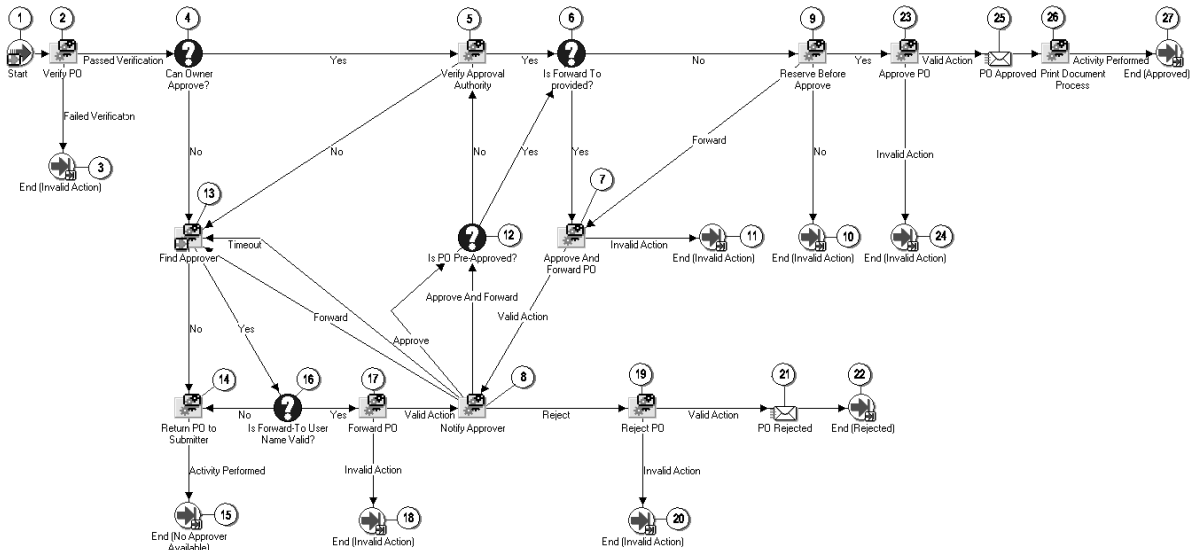 1
2
4
5
6
9
23
25
26
27
Start
Verify PO
Passed Verification
Can Owner
Approve?
Yes
Verify Approval
Authority
Yes
Is Forward To
provided?
No
Reserve Before
Approve
Yes
Approve PO
Valid Action
PO Approved
Print Document
Process
Activity Performed
End (Approved)
Failed Verification
3
End (Invalid Action)
No
No
No
Yes
Yes
Forward
No
Invalid Action
13
7
Timeout
Find Approver
12
Is PO Pre-Approved?
Approve And
Forward PO
Invalid Action
11
End (Invalid Action)
10
End (Invalid Action)
24
End (Invalid Action)
Approve And Forward
Valid Action
Forward
Approve
No
Yes
14
16
17
8
19
21
22
Return PO to
Submitter
No
Is Forward-To User
Name Valid?
Yes
Forward PO
Valid Action
Notify Approver
Reject
Reject PO
Valid Action
PO Rejected
End (Rejected)
Activity Performed
Invalid Action
Invalid Action
15
End (No Approver
Available)
18
End (Invalid Action)
20
End (Invalid Action)